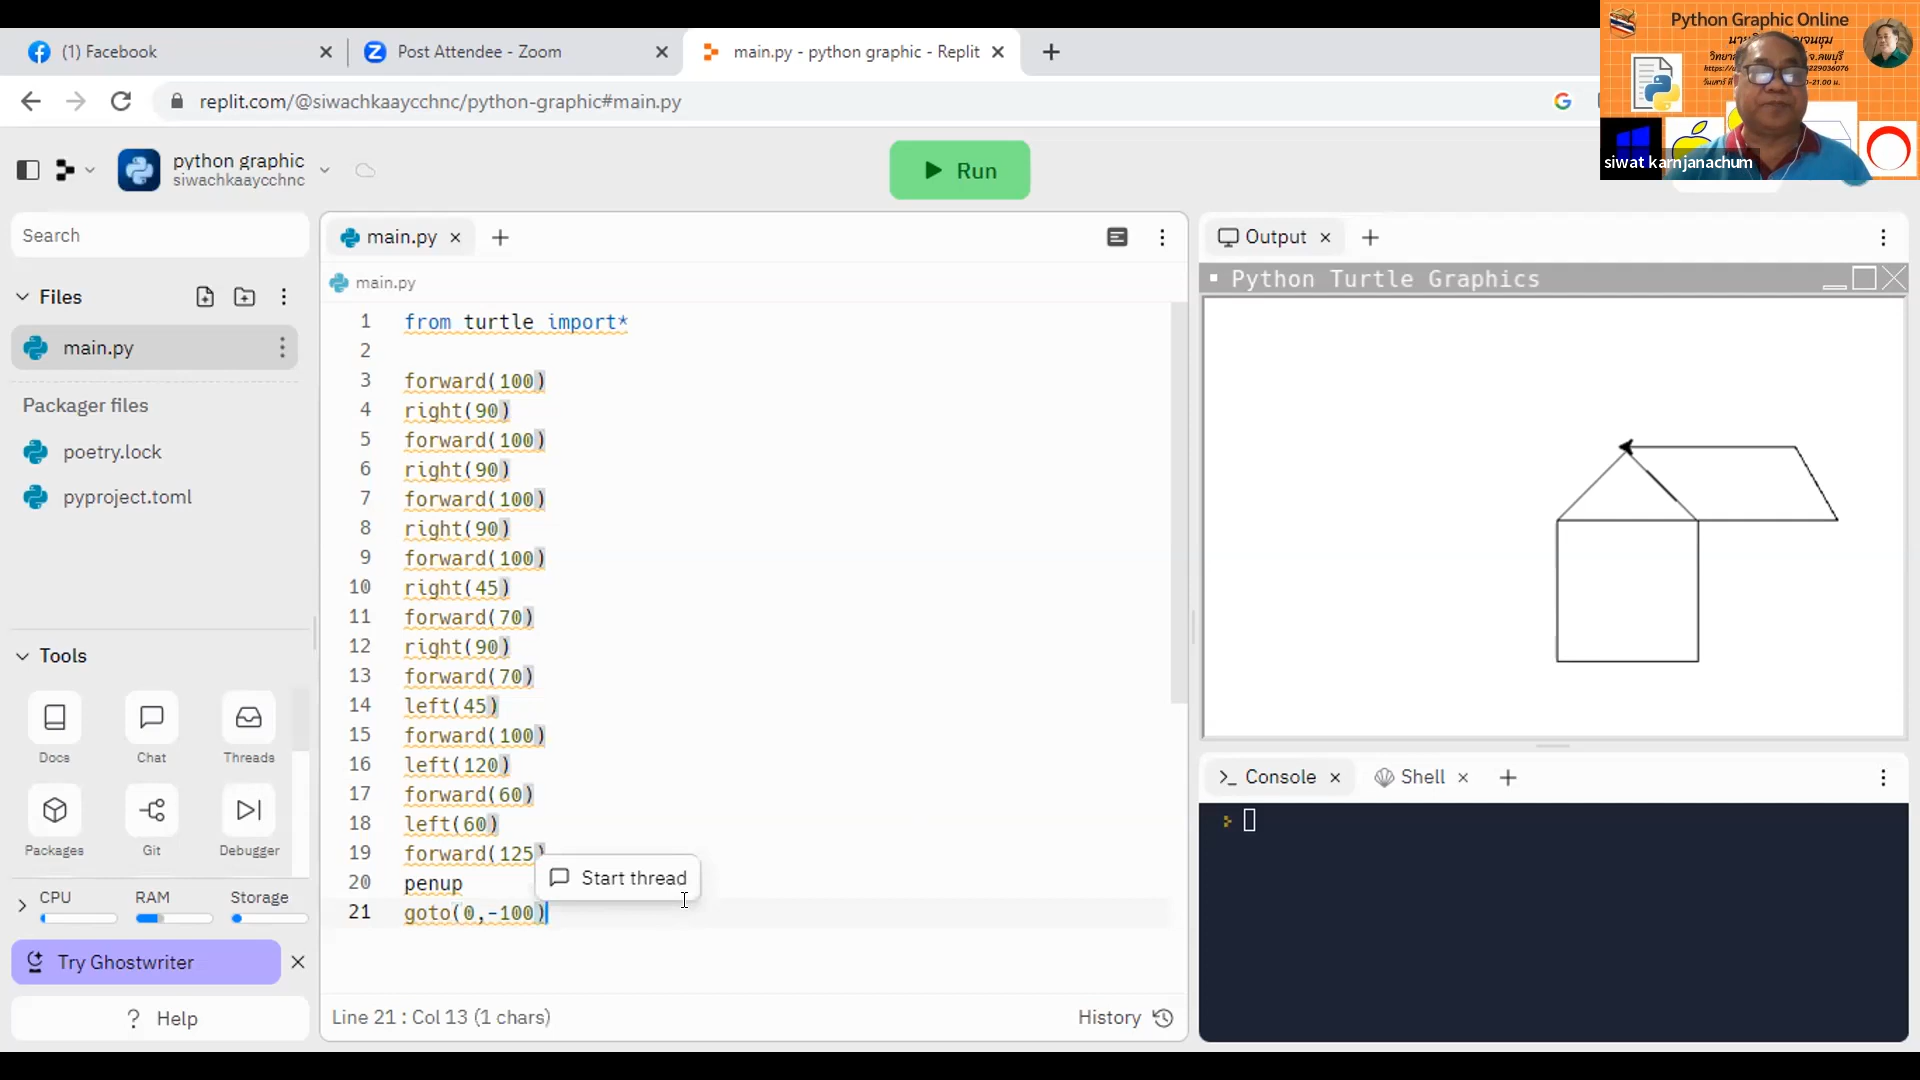 (1) Facebook
Post Attendee - Zoom
main.py - python graphic - Replit
replit.com/@siwachkaaycchnc/python-graphic#main.py
Python Graphic Online
siwat karnjanachum
python graphic
siwachkaaycchnc
Run
Search
Files
main.py
Packager files
poetry.lock
pyproject.toml
Tools
Docs
Chat
Threads
Packages
Git
Debugger
CPU
RAM
Storage
Try Ghostwriter
? Help
main.py
main.py
1 from turtle import*
2
3 forward(100)
4 right(90)
5 forward(100)
6 right(90)
7 forward(100)
8 right(90)
9 forward(100)
10 right(45)
11 forward(70)
12 right(90)
13 forward(70)
14 left(45)
15 forward(100)
16 left(120)
17 forward(60)
18 left(60)
19 forward(125)
20 penup
21 goto(0,-100)
Start thread
Line 21 : Col 13 (1 chars)
History
Output
Python Turtle Graphics
Console
Shell